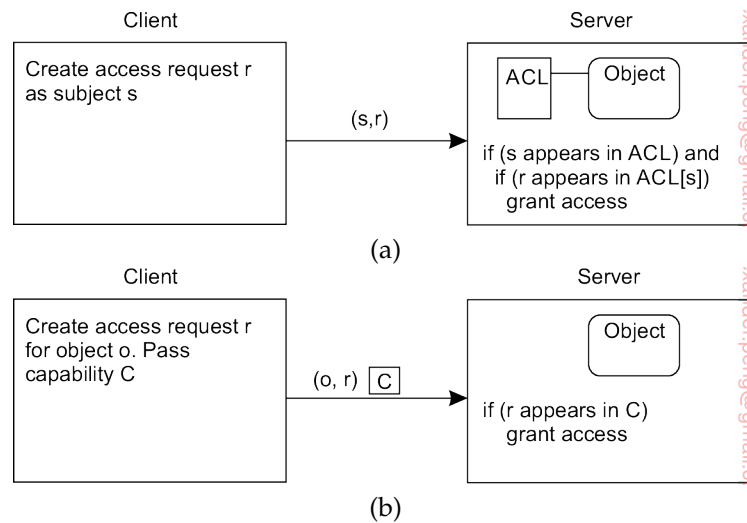 Client
Server
Create access request r
as subject s
(s,r)
ACL
Object
if (s appears in ACL) and
if (r appears in ACL[s])
grant access
(a)
Client
Server
Create access request r
for object o. Pass
capability C
(o, r) C
Object
if (r appears in C)
grant access
(b)